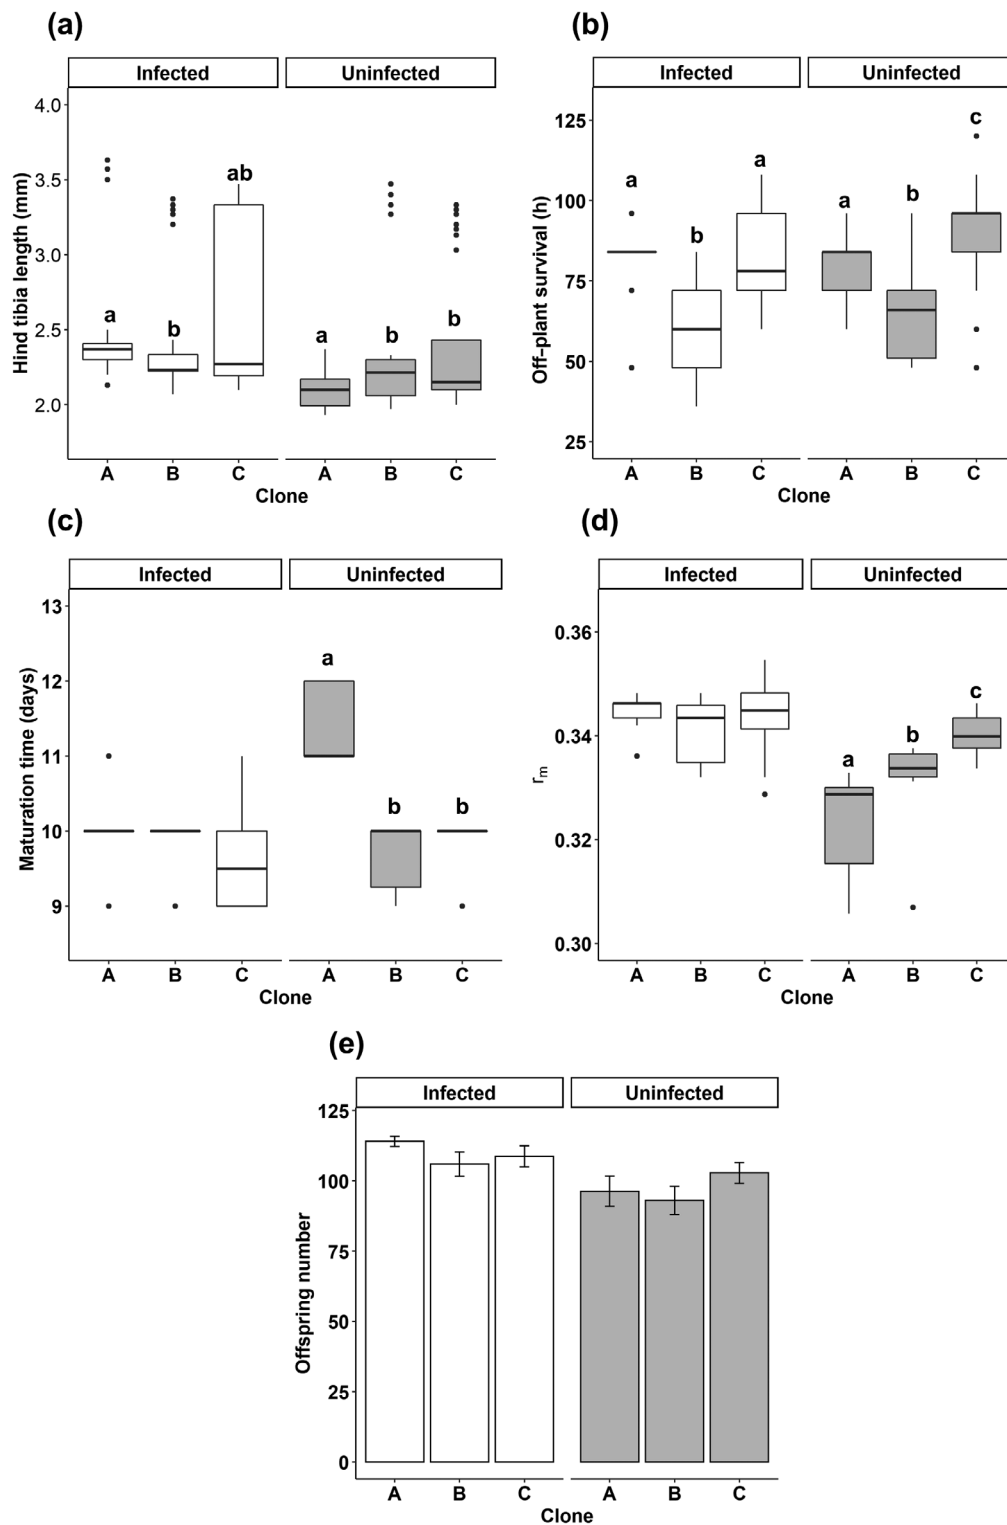 (a)
Infected Uninfected
Hind tibia length (mm)
4.0
3.5
3.0
2.5
2.0
a b ab a b b
A B C A B C
Clone
(b)
Infected Uninfected
Off-plant survival (h)
125
100
75
50
25
a b a a b c
A B C A B C
Clone
(c)
Infected Uninfected
Maturation time (days)
13
12
11
10
9
a b b
A B C A B C
Clone
(d)
Infected Uninfected
rm
0.36
0.34
0.32
0.30
a b c
A B C A B C
Clone
(e)
Infected Uninfected
Offspring number
125
100
75
50
25
0
A B C A B C
Clone